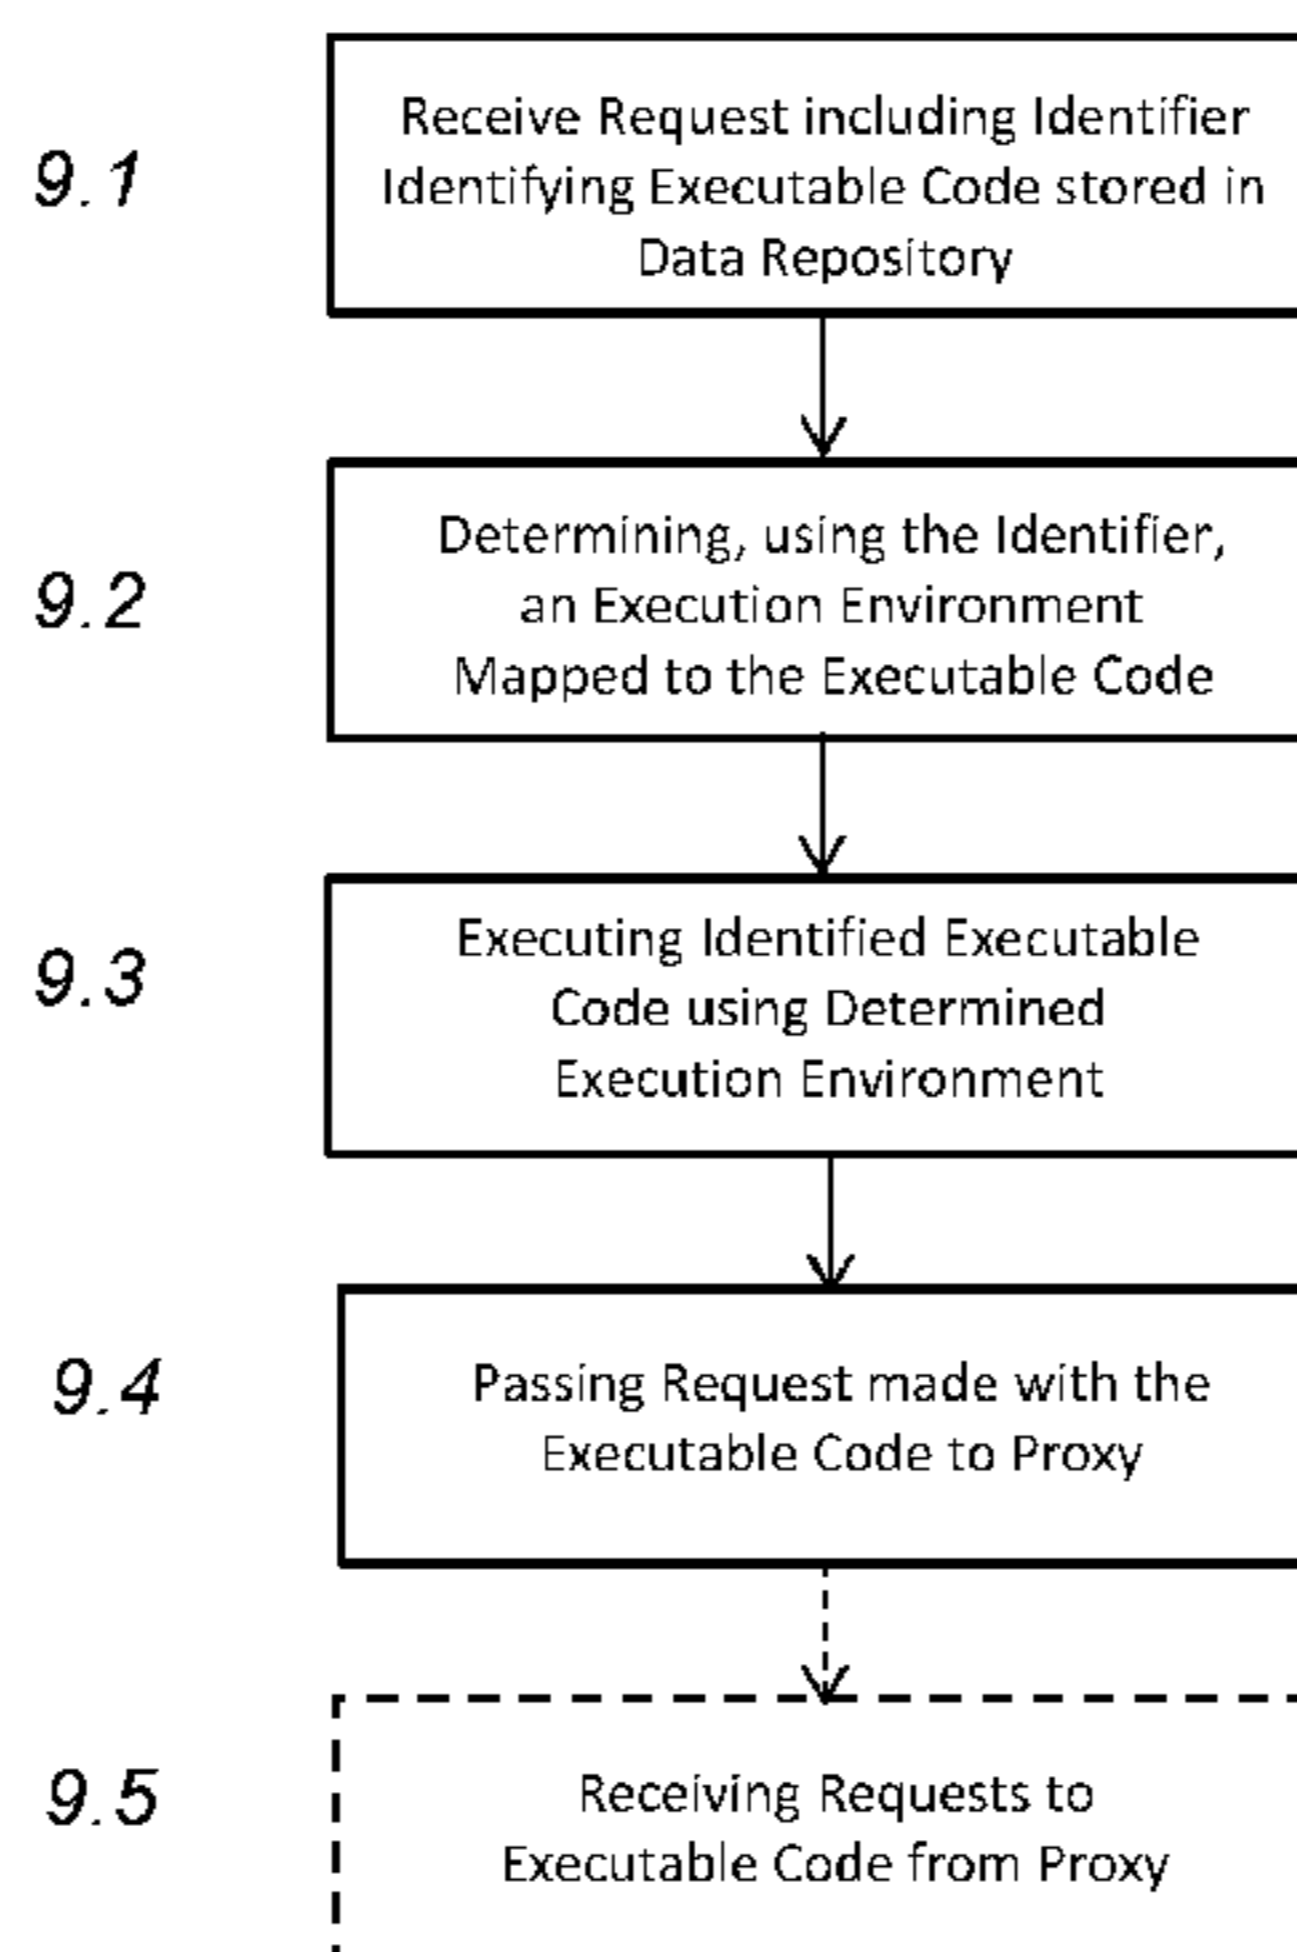 9.1
Receive Request including Identifier
Identifying Executable Code stored in
Data Repository
9.2
Determining, using the Identifier,
an Execution Environment
Mapped to the Executable Code
9.3
Executing Identified Executable
Code using Determined
Execution Environment
9.4
Passing Request made with the
Executable Code to Proxy
9.5
Receiving Requests to
Executable Code from Proxy